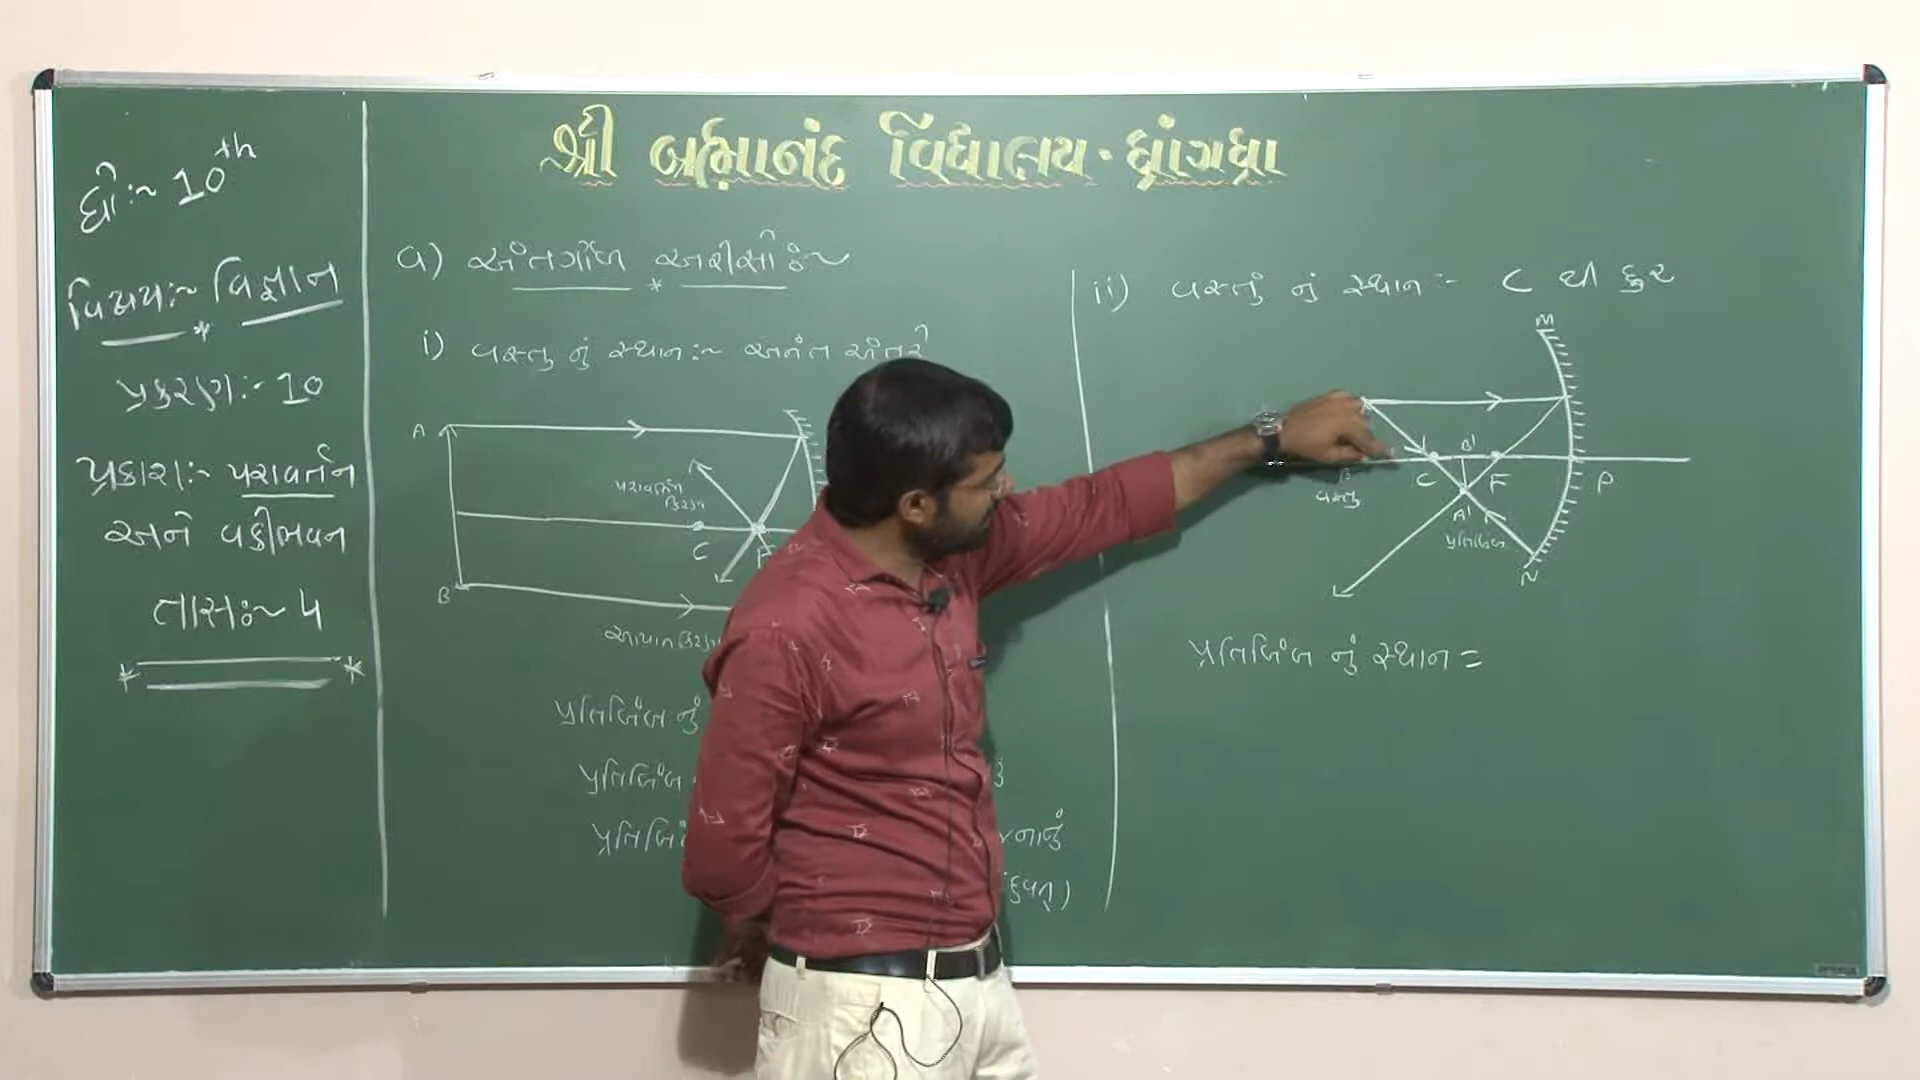 શ્રી બ્રહ્માનંદ વિદ્યાલય - ધ્રાંગધ્રા
ધોઃ~ 10th
વિષયઃ~ વિજ્ઞાન
પ્રકરણઃ- 10
પ્રકાશઃ- પરાવર્તન
અને વક્રીભવન
તાસઃ~ 4
a) અંતર્ગોળ અરીસોઃ~
i) વસ્તુ નું સ્થાનઃ~ અનંત અંતરે
A
પરાવર્તિત
કિરણ
C
F
B
આપાત કિરણ
પ્રતિબિંબ નું
પ્રતિબિંબ
ii) વસ્તું નું સ્થાનઃ- C થી દુર
M
B'
B
વસ્તુ
C
F
P
A'
પ્રતિબિંબ
N
પ્રતિબિંબ નું સ્થાન =